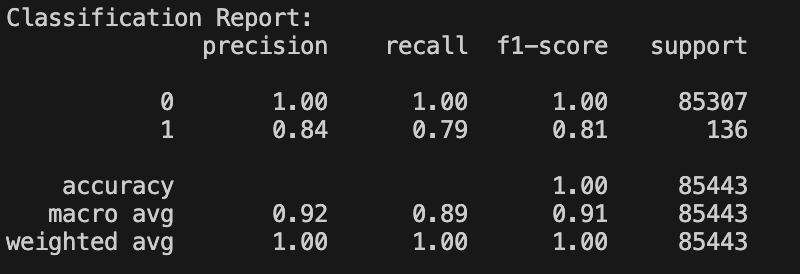 Classification Report:
precision recall f1-score support
0 1.00 1.00 1.00 85307
1 0.84 0.79 0.81 136
accuracy 1.00 85443
macro avg 0.92 0.89 0.91 85443
weighted avg 1.00 1.00 1.00 85443